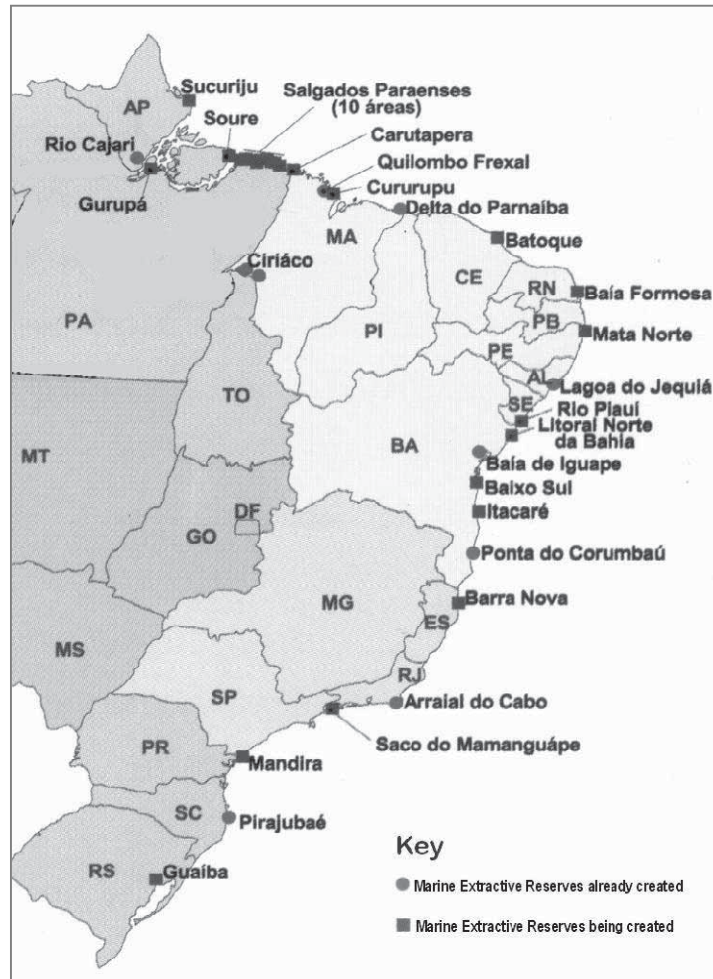 Sucuriju
Salgados Paraenses
(10 áreas)
AP
Soure
Carutapera
Rio Cajari
Quilombo Frexal
Cururupu
Gurupá
Delta do Parnaíba
MA
Batoque
Ciriáco
CE
RN
Baía Formosa
PA
PI
PB
Mata Norte
PE
AL
Lagoa do Jequiá
TO
SE
Rio Piaui
Litoral Norte
da Bahia
MT
BA
Baía de Iguape
Baixo Sul
DF
Itacaré
GO
Ponta do Corumbaú
MG
Barra Nova
ES
MS
RJ
SP
Arraial do Cabo
Saco do Mamanguápe
PR
Mandira
SC
Pirajubaé
Key
RS
Guaíba
Marine Extractive Reserves already created
Marine Extractive Reserves being created